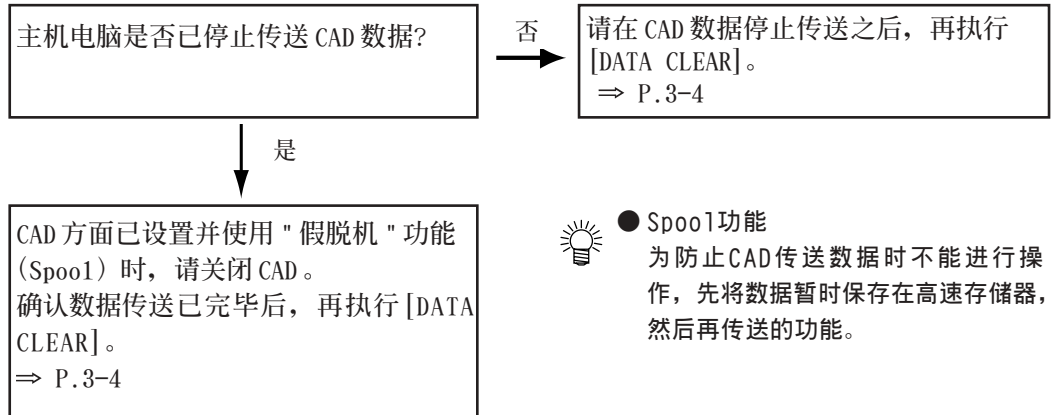 主机电脑是否已停止传送 CAD 数据?
否
请在 CAD 数据停止传送之后，再执行
[DATA CLEAR]。
⇒ P.3-4
是
CAD 方面已设置并使用 " 假脱机 " 功能
(Spool) 时，请关闭 CAD。
确认数据传送已完毕后，再执行 [DATA
CLEAR]。
⇒ P.3-4
● Spool功能
为防止CAD传送数据时不能进行操
作，先将数据暂时保存在高速存储器，
然后再传送的功能。